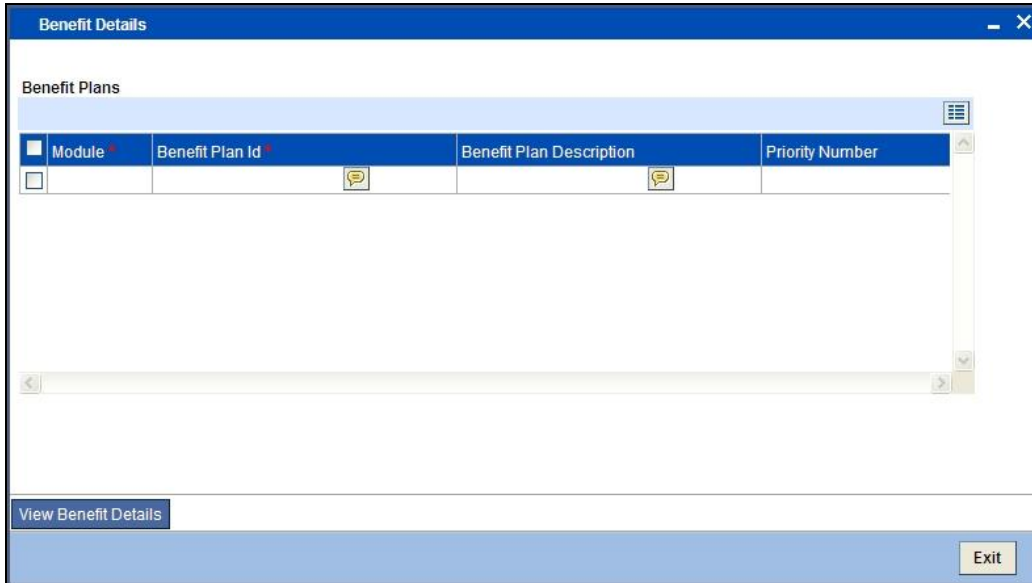 Benefit Details
Benefit Plans
Module * Benefit Plan Id * Benefit Plan Description Priority Number
View Benefit Details
Exit